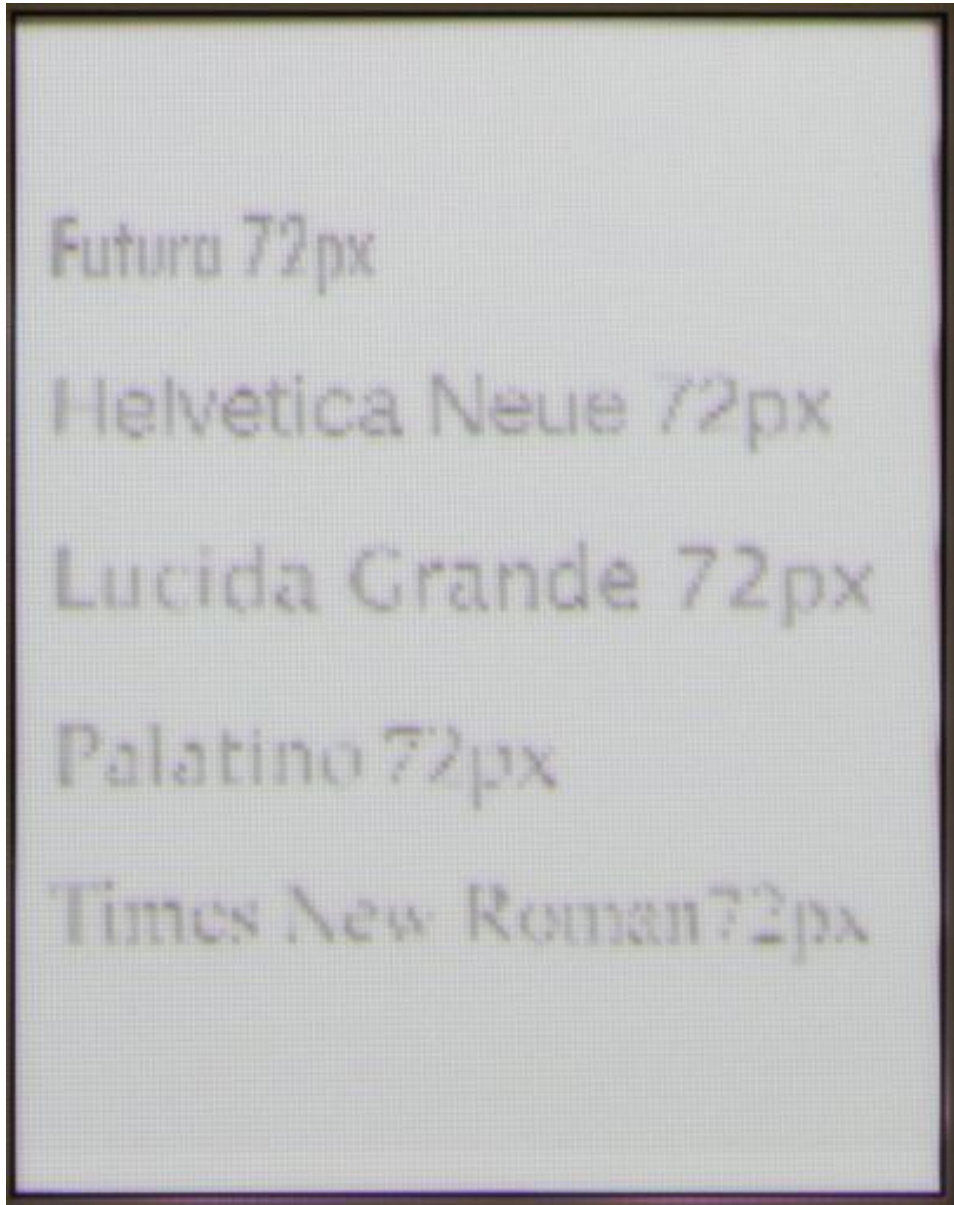 Futura 72px
Helvetica Neue 72px
Lucida Grande 72px
Palatino 72px
Times New Roman72px